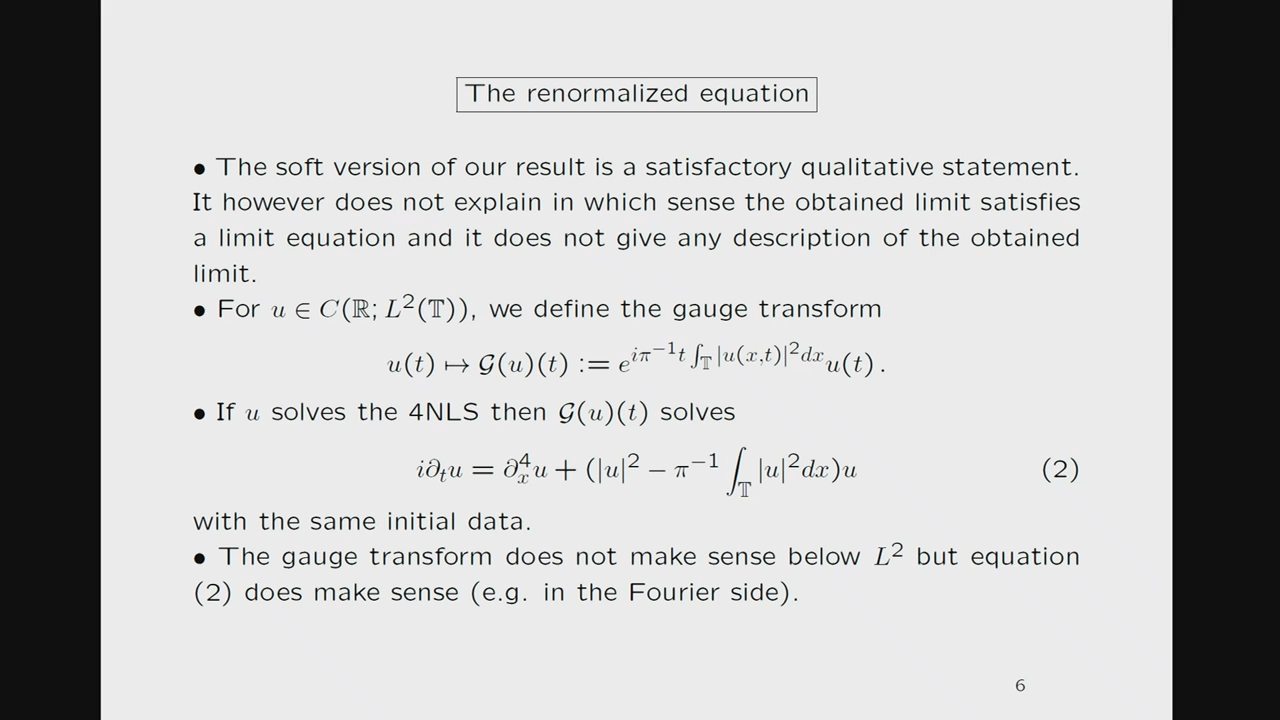 The renormalized equation
• The soft version of our result is a satisfactory qualitative statement.
It however does not explain in which sense the obtained limit satisfies
a limit equation and it does not give any description of the obtained
limit.
• For u ∈ C(ℝ; L²(𝕋)), we define the gauge transform
u(t) ↦ 𝒢(u)(t) := e^{iπ^{−1}t ∫_𝕋 |u(x,t)|²dx} u(t) .
• If u solves the 4NLS then 𝒢(u)(t) solves
i∂_t u = ∂_x^4 u + (|u|² − π^{−1} ∫_𝕋 |u|²dx)u (2)
with the same initial data.
• The gauge transform does not make sense below L² but equation
(2) does make sense (e.g. in the Fourier side).
6